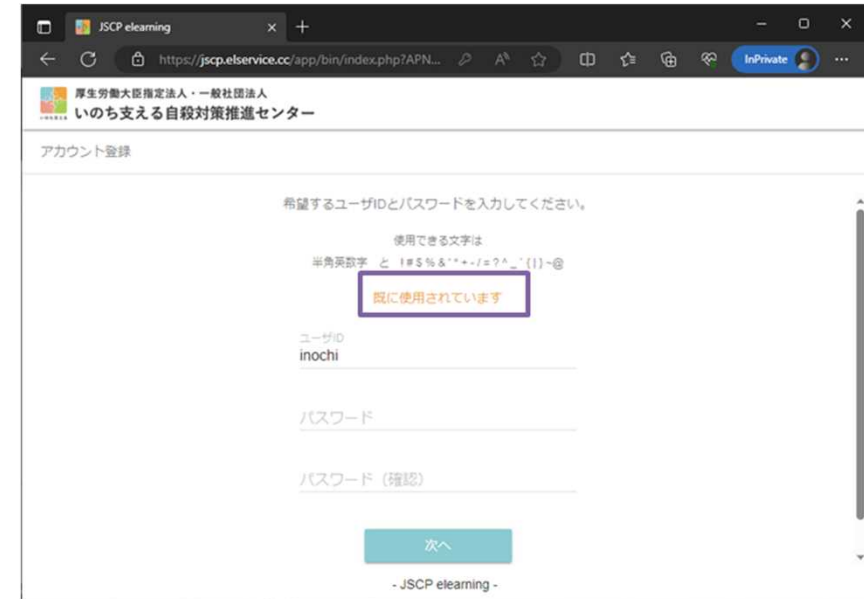 JSCP elearning
https://jscp.elservice.cc/app/bin/index.php?APN...
InPrivate
厚生労働大臣指定法人・一般社団法人
いのち支える自殺対策推進センター
アカウント登録
希望するユーザIDとパスワードを入力してください。
使用できる文字は
半角英数字 と !#$%&'*+-/=?^_`{|}~@
既に使用されています
ユーザID
inochi
パスワード
パスワード（確認）
次へ
- JSCP elearning -